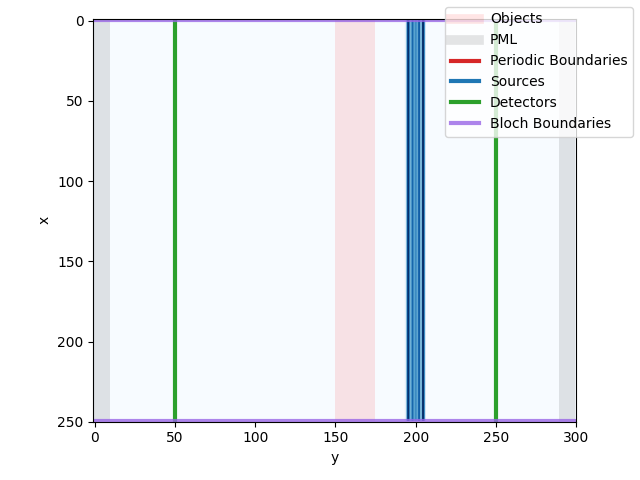 Objects
PML
Periodic Boundaries
Sources
Detectors
Bloch Boundaries
0
50
100
150
200
250
x
0
50
100
150
200
250
300
y